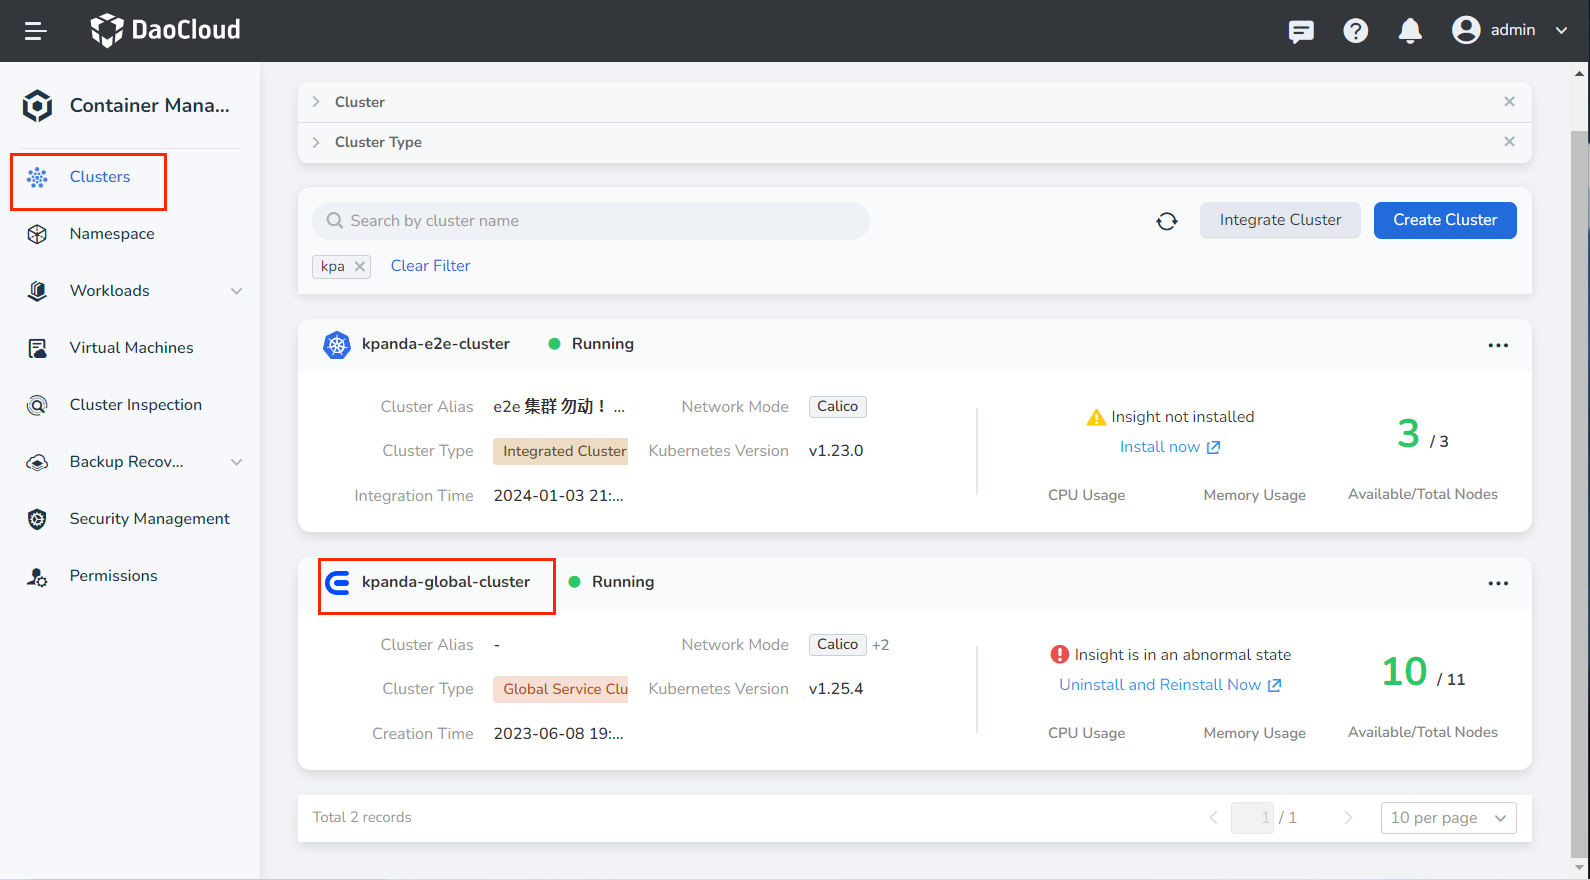 DaoCloud
admin
Container Mana...
Clusters
Namespace
Workloads
Virtual Machines
Cluster Inspection
Backup Recov...
Security Management
Permissions
Cluster
Cluster Type
Search by cluster name
Integrate Cluster
Create Cluster
kpa
Clear Filter
kpanda-e2e-cluster
Running
Cluster Alias
e2e 集群 勿动！ ...
Network Mode
Calico
Cluster Type
Integrated Cluster
Kubernetes Version
v1.23.0
Integration Time
2024-01-03 21:...
Insight not installed
Install now
CPU Usage
Memory Usage
3 / 3
Available/Total Nodes
kpanda-global-cluster
Running
Cluster Alias
-
Network Mode
Calico +2
Cluster Type
Global Service Clu
Kubernetes Version
v1.25.4
Creation Time
2023-06-08 19:...
Insight is in an abnormal state
Uninstall and Reinstall Now
CPU Usage
Memory Usage
10 / 11
Available/Total Nodes
Total 2 records
1 / 1
10 per page